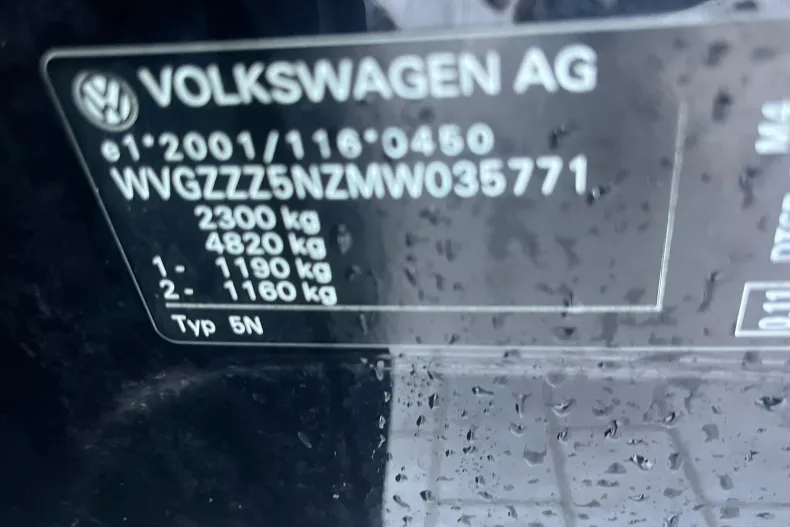 VOLKSWAGEN AG
e1*2001/116*0450
WVGZZZ5NZMW035771
2300 kg
4820 kg
1- 1190 kg
2- 1160 kg
Typ 5N